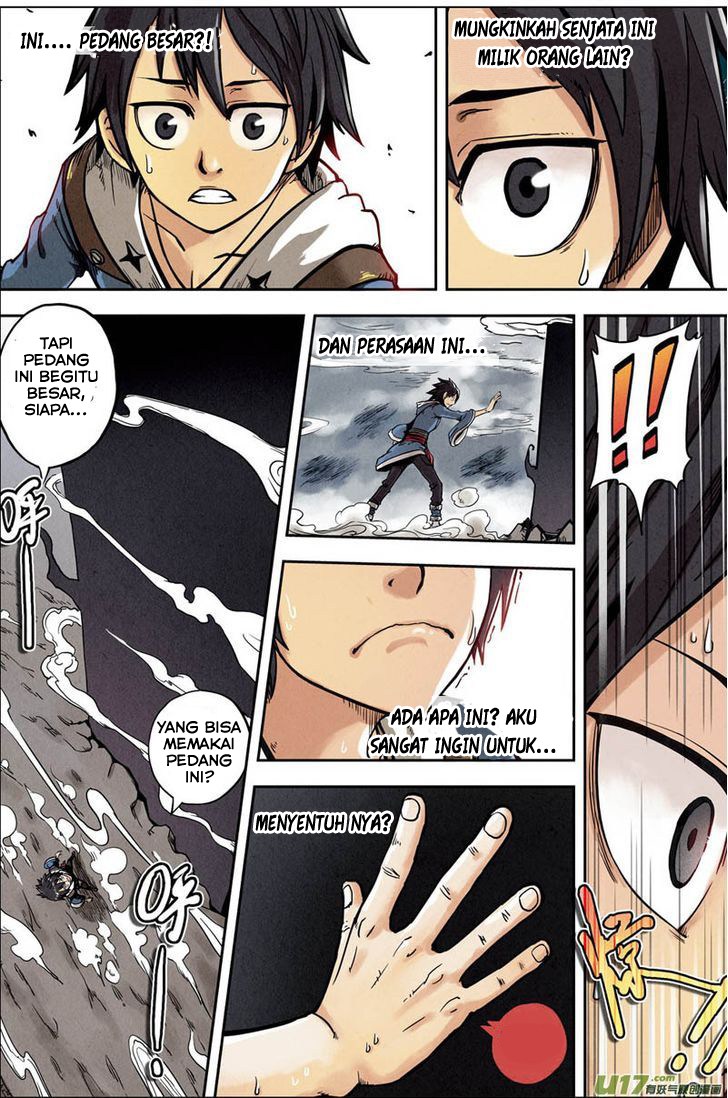 INI.... PEDANG BESAR?!
MUNGKINKAH SENJATA INI
MILIK ORANG LAIN?
TAPI
PEDANG
INI BEGITU
BESAR,
SIAPA...
呼
!
YANG BISA
MEMAKAI
PEDANG
INI?
呼
...!
DAN PERASAAN INI...
ADA APA INI? AKU
SANGAT INGIN UNTUK...
MENYENTUH NYA?
!!
惊
U17.com
有妖气原创漫画